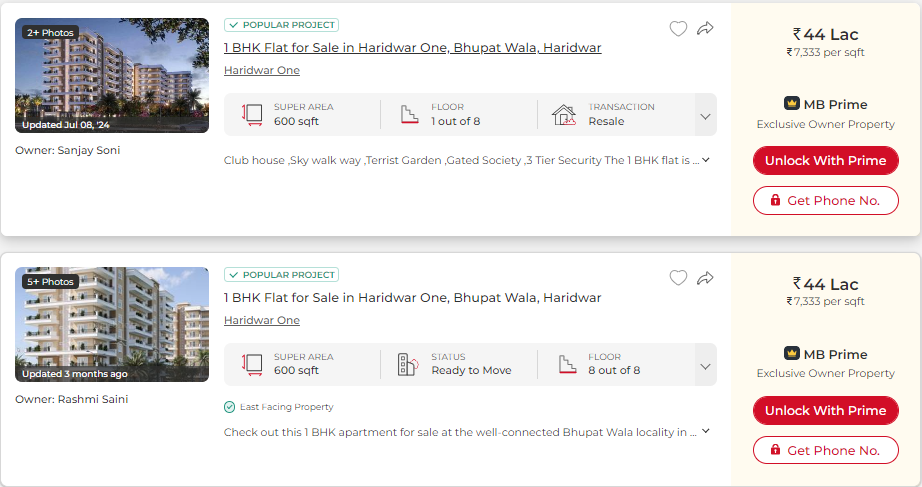 2+ Photos
Updated Jul 08, '24
Owner: Sanjay Soni
POPULAR PROJECT
1 BHK Flat for Sale in Haridwar One, Bhupat Wala, Haridwar
Haridwar One
SUPER AREA
600 sqft
FLOOR
1 out of 8
TRANSACTION
Resale
Club house ,Sky walk way ,Terrist Garden ,Gated Society ,3 Tier Security The 1 BHK flat is ...
₹44 Lac
₹7,333 per sqft
MB Prime
Exclusive Owner Property
Unlock With Prime
Get Phone No.
5+ Photos
Updated 3 months ago
Owner: Rashmi Saini
POPULAR PROJECT
1 BHK Flat for Sale in Haridwar One, Bhupat Wala, Haridwar
Haridwar One
SUPER AREA
600 sqft
STATUS
Ready to Move
FLOOR
8 out of 8
East Facing Property
Check out this 1 BHK apartment for sale at the well-connected Bhupat Wala locality in ...
₹44 Lac
₹7,333 per sqft
MB Prime
Exclusive Owner Property
Unlock With Prime
Get Phone No.